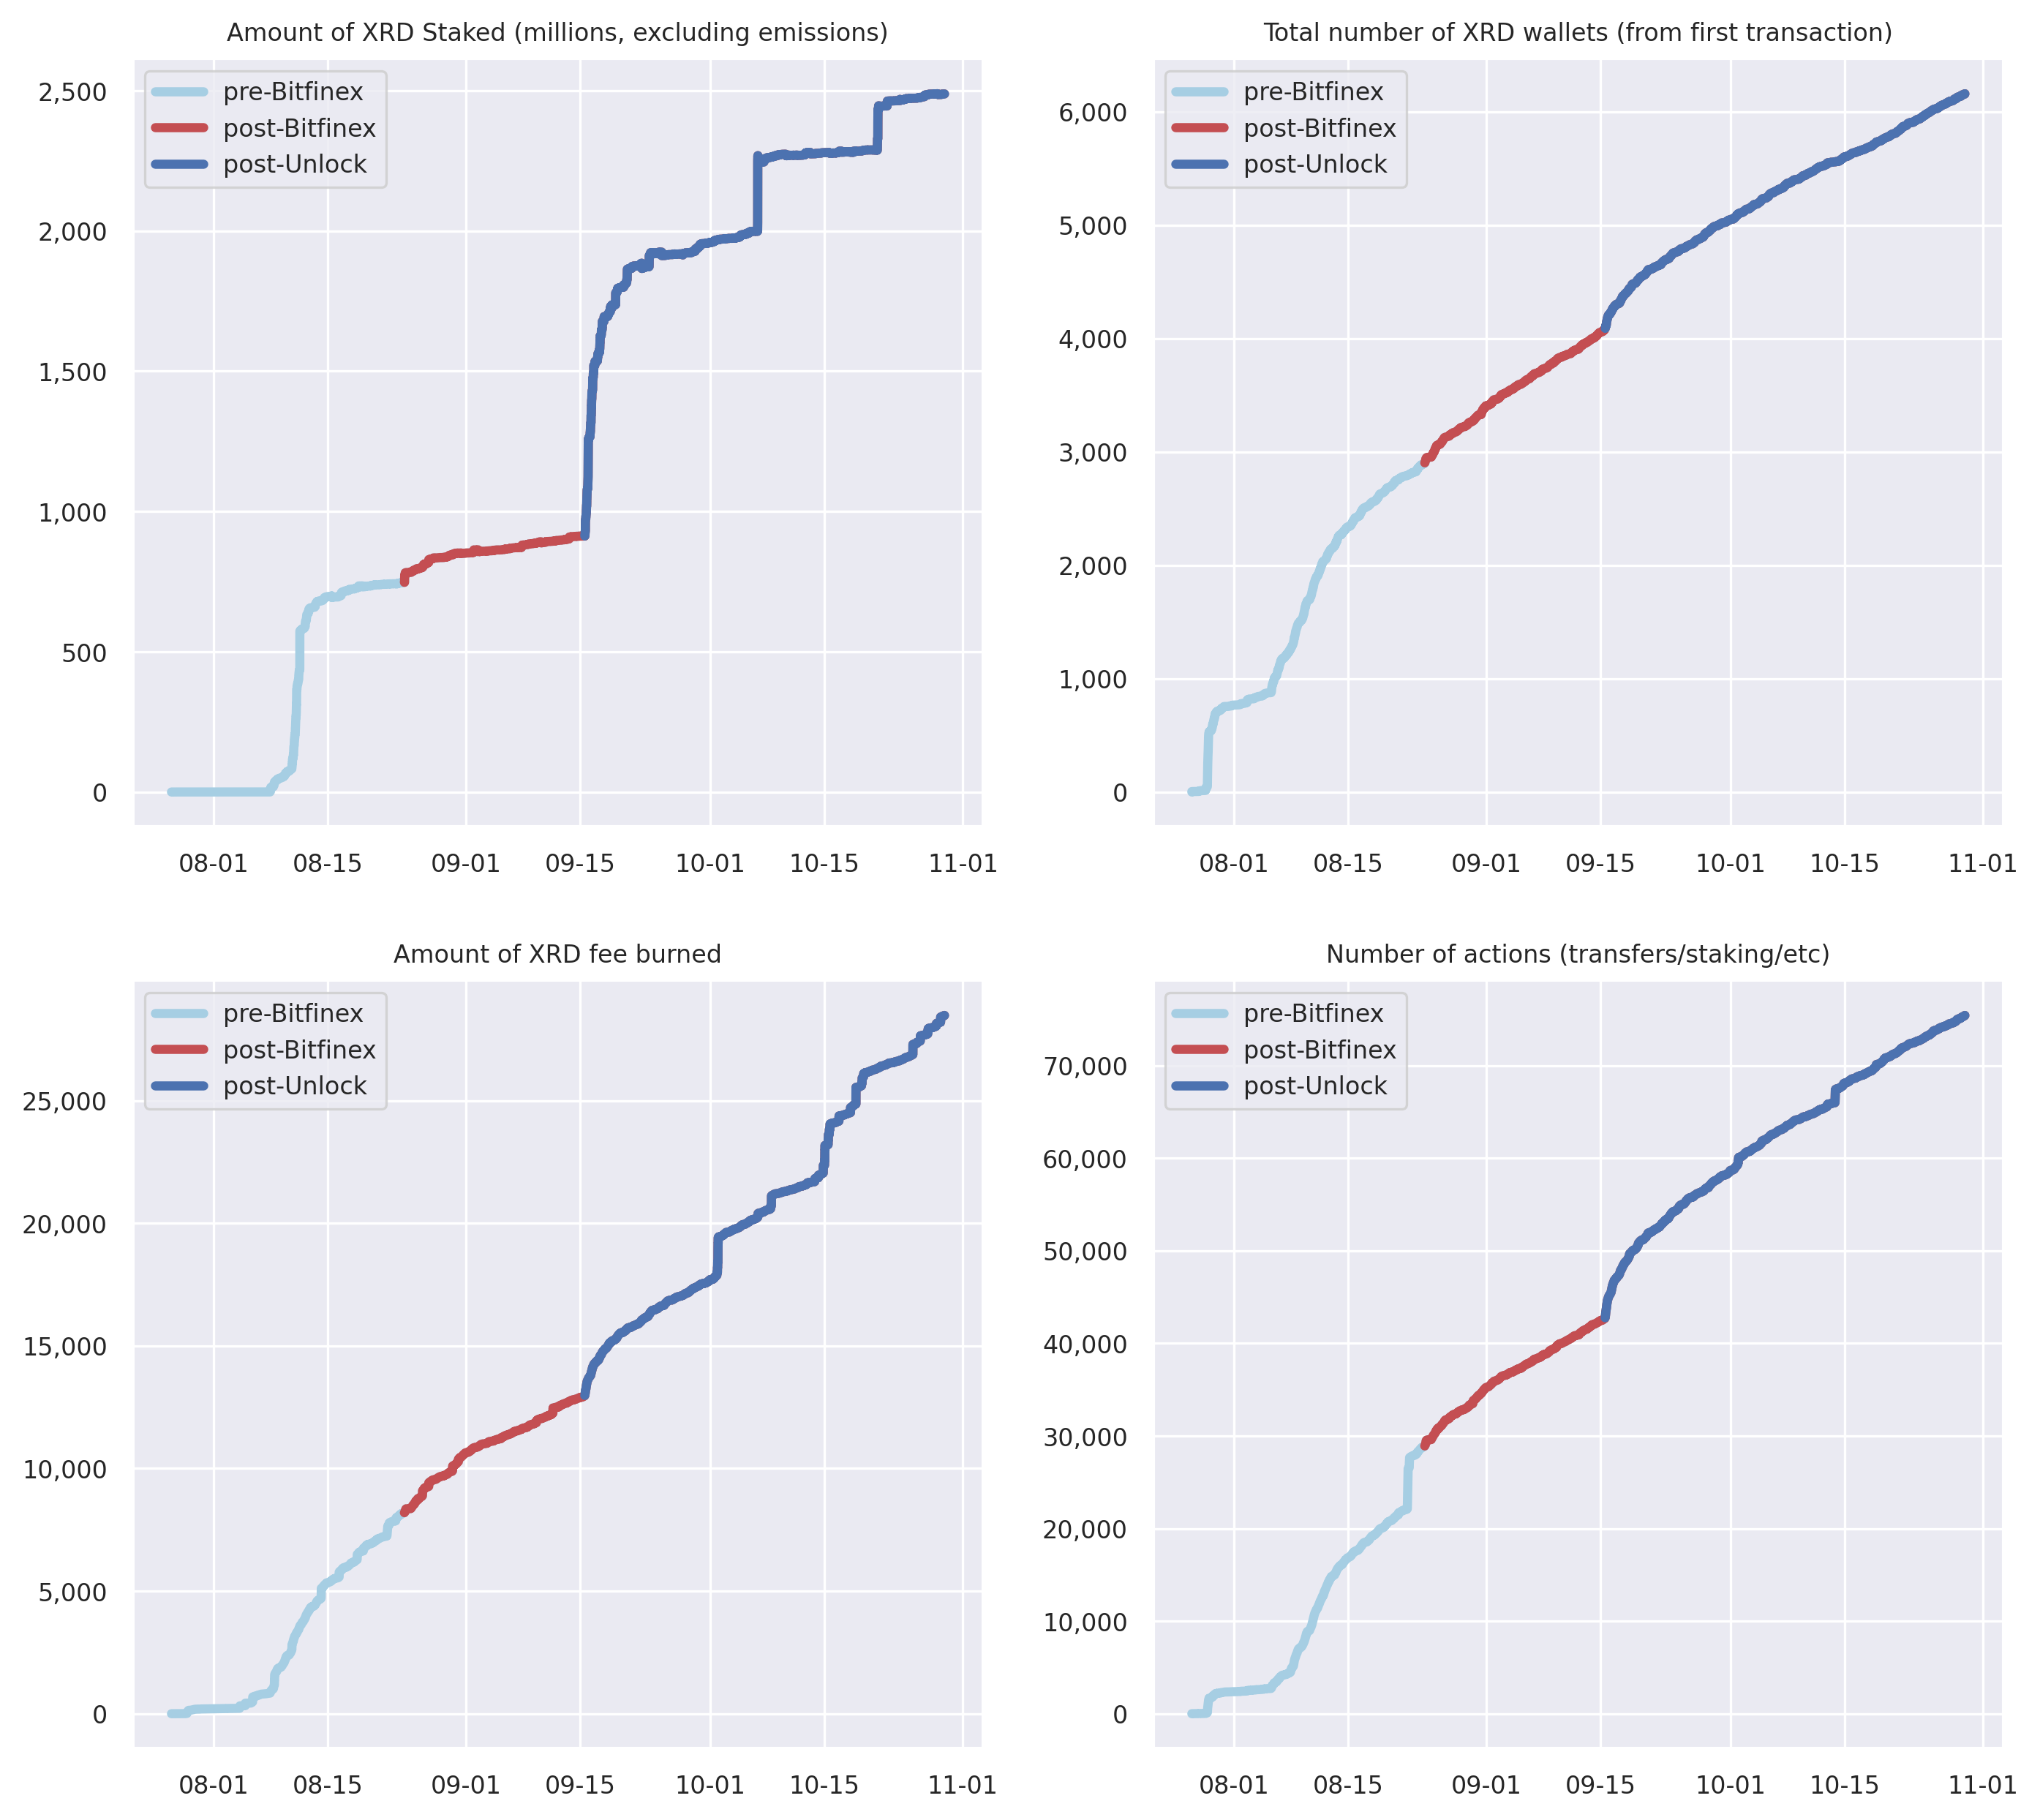 Amount of XRD Staked (millions, excluding emissions)
pre-Bitfinex
post-Bitfinex
post-Unlock
2,500
2,000
1,500
1,000
500
0
08-01 08-15 09-01 09-15 10-01 10-15 11-01
Total number of XRD wallets (from first transaction)
pre-Bitfinex
post-Bitfinex
post-Unlock
6,000
5,000
4,000
3,000
2,000
1,000
0
08-01 08-15 09-01 09-15 10-01 10-15 11-01
Amount of XRD fee burned
pre-Bitfinex
post-Bitfinex
post-Unlock
25,000
20,000
15,000
10,000
5,000
0
08-01 08-15 09-01 09-15 10-01 10-15 11-01
Number of actions (transfers/staking/etc)
pre-Bitfinex
post-Bitfinex
post-Unlock
70,000
60,000
50,000
40,000
30,000
20,000
10,000
0
08-01 08-15 09-01 09-15 10-01 10-15 11-01